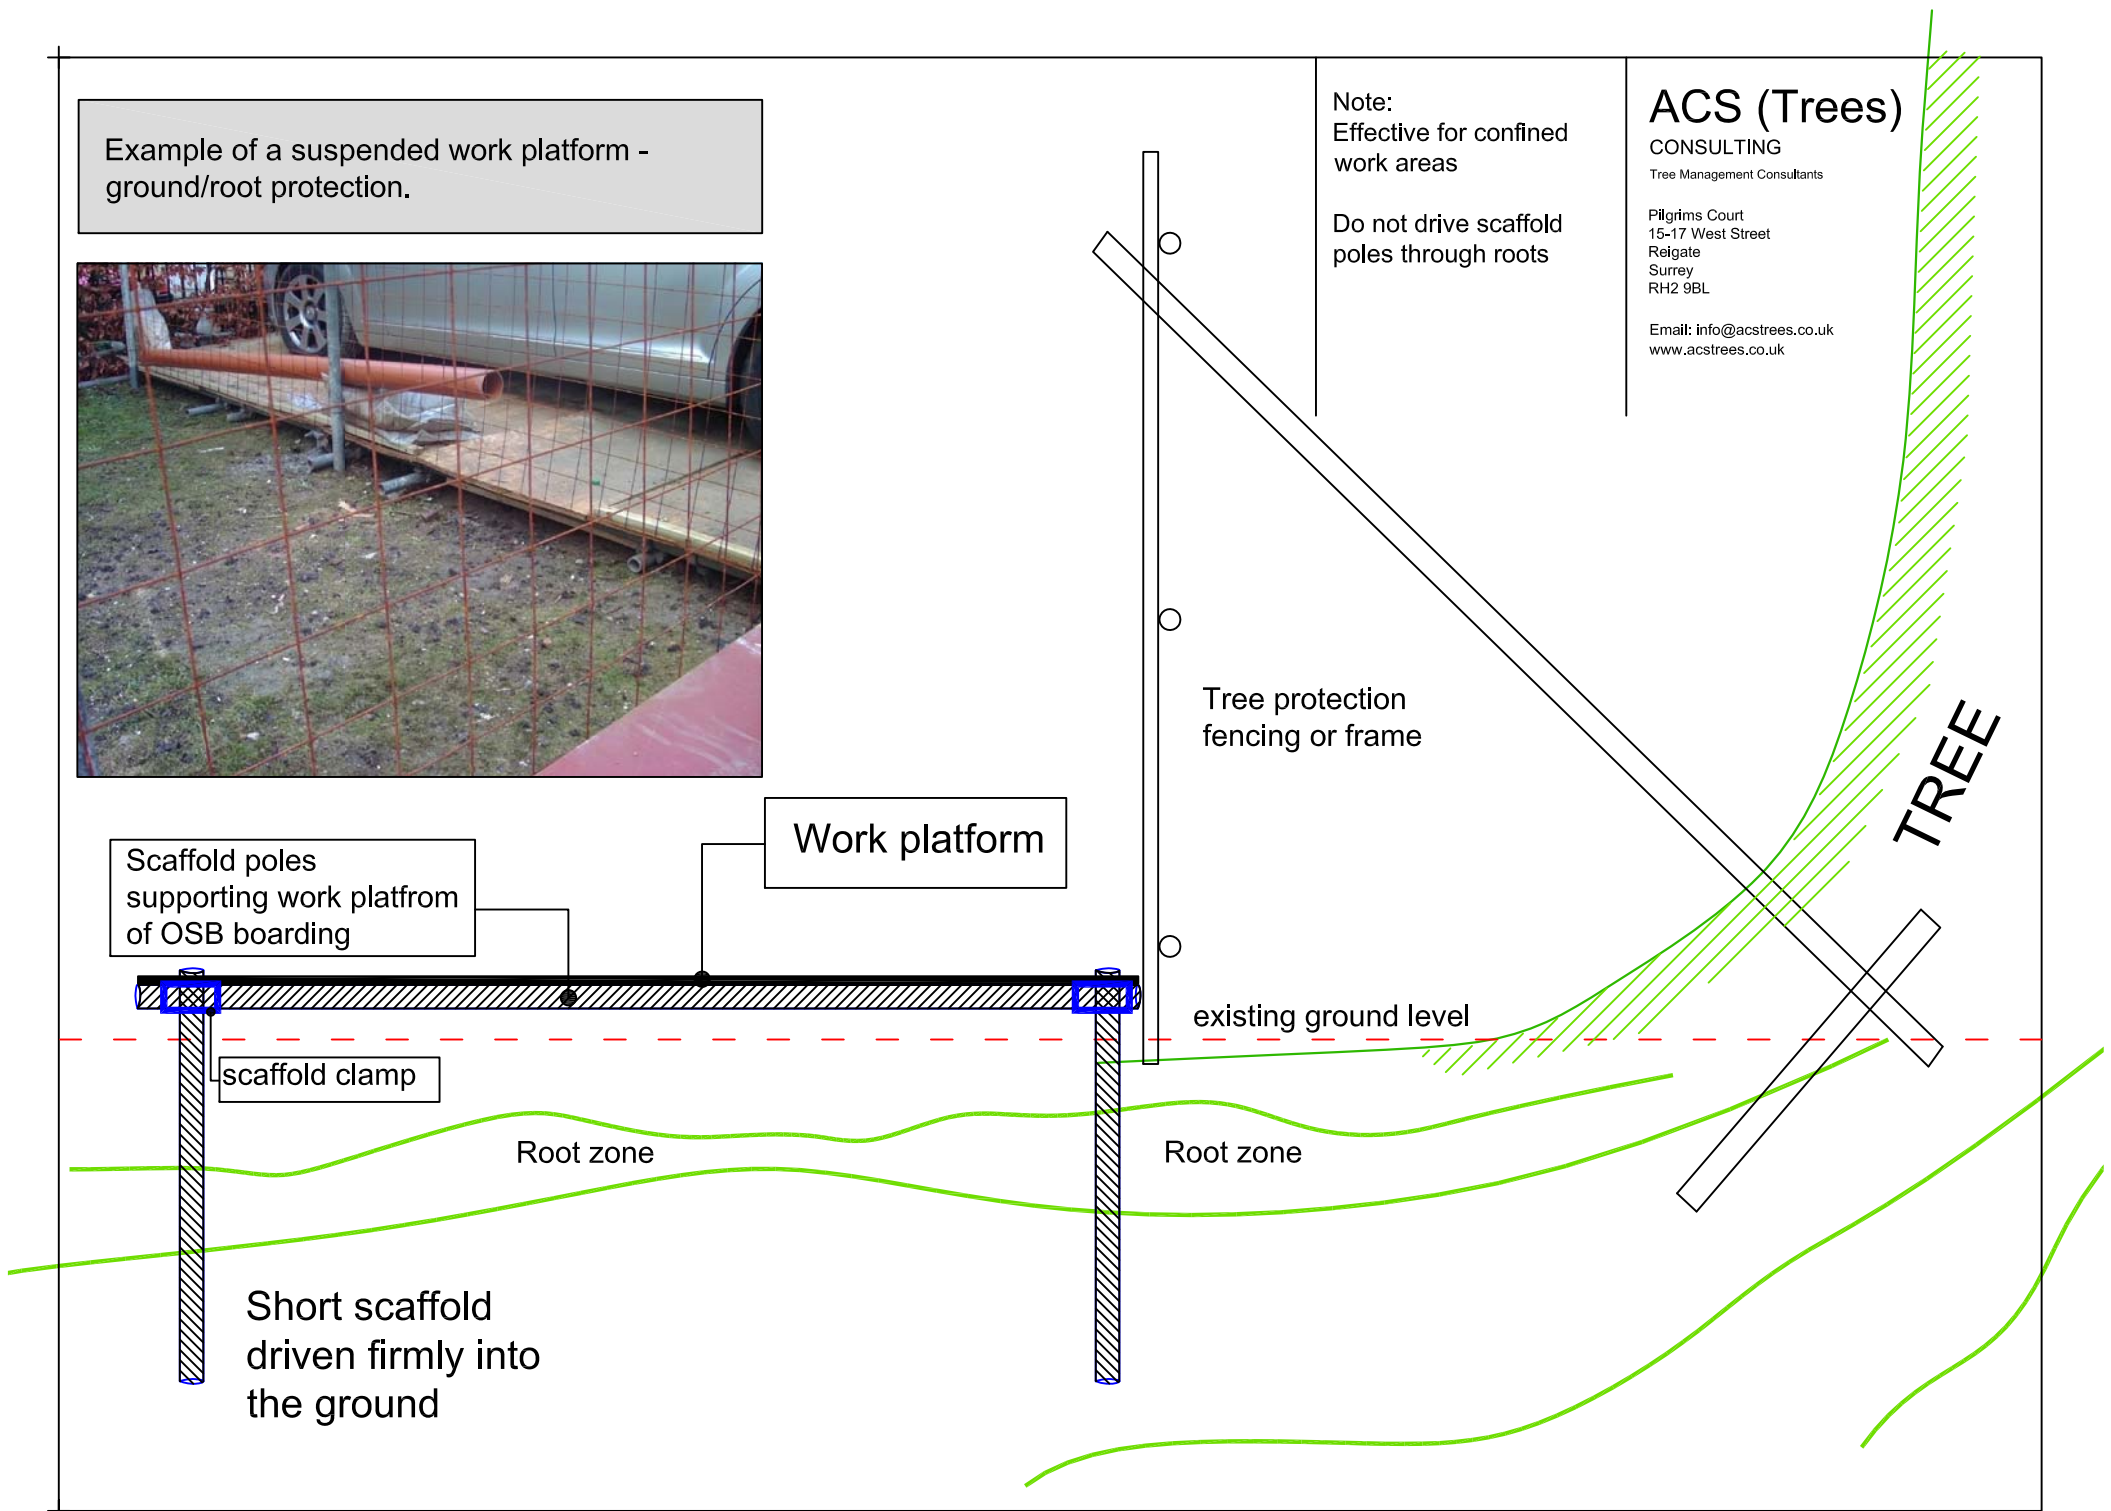 Example of a suspended work platform -
ground/root protection.
Note:
Effective for confined
work areas
Do not drive scaffold
poles through roots
ACS (Trees)
CONSULTING
Tree Management Consultants
Pilgrims Court
15-17 West Street
Reigate
Surrey
RH2 9BL
Email: info@acstrees.co.uk
www.acstrees.co.uk
Tree protection
fencing or frame
TREE
Work platform
Scaffold poles
supporting work platfrom
of OSB boarding
existing ground level
scaffold clamp
Root zone
Root zone
Short scaffold
driven firmly into
the ground